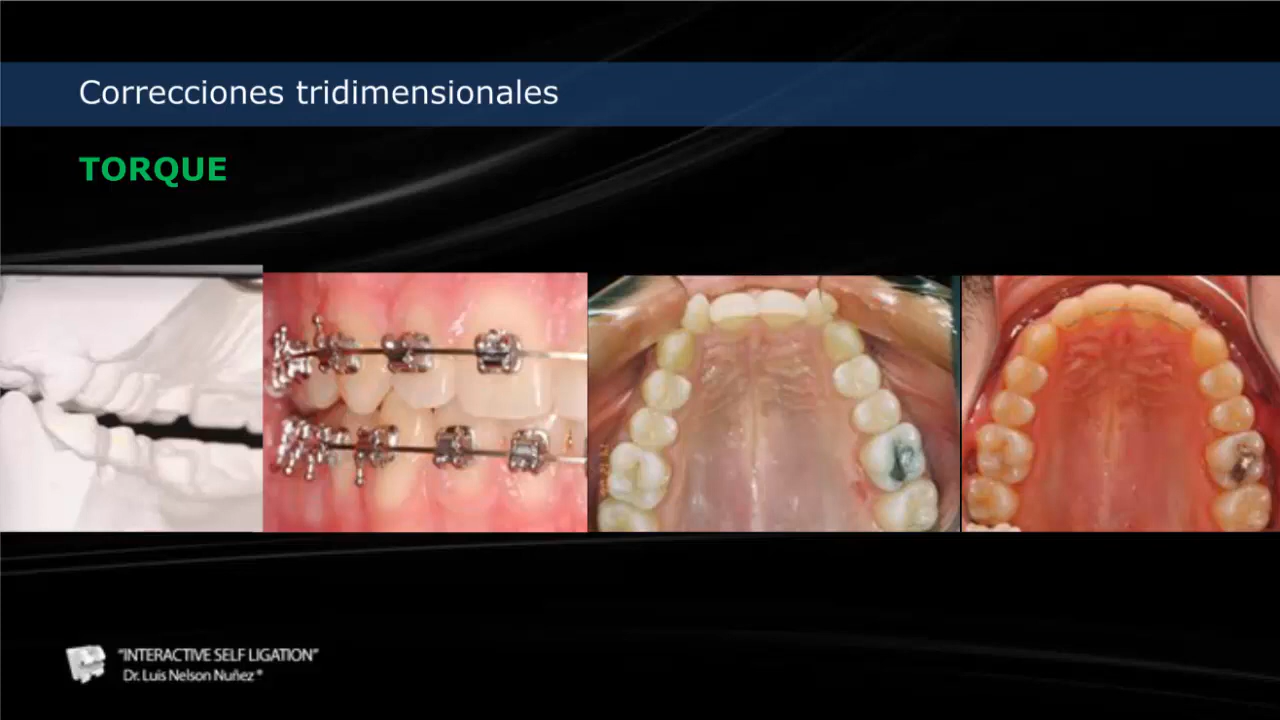 Correcciones tridimensionales
TORQUE
“INTERACTIVE SELF LIGATION”
Dr. Luis Nelson Nuñez ®